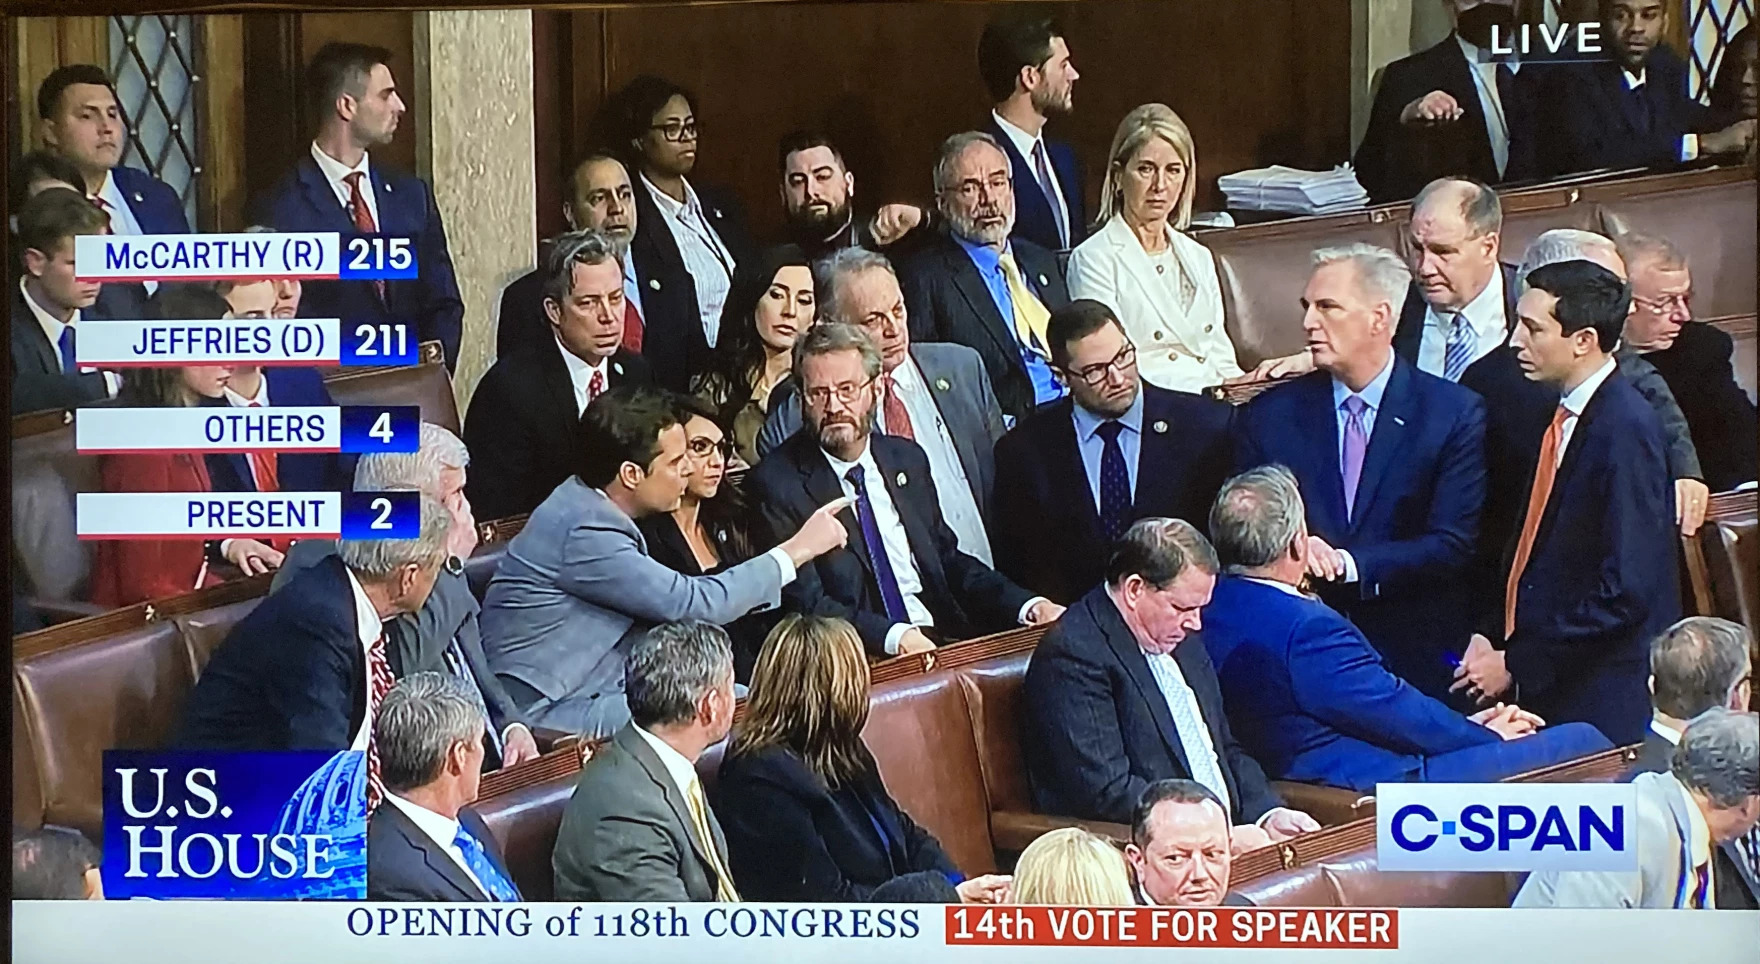 LIVE
McCARTHY (R) 215
JEFFRIES (D) 211
OTHERS 4
PRESENT 2
U.S.
HOUSE
C-SPAN
OPENING of 118th CONGRESS 14th VOTE FOR SPEAKER